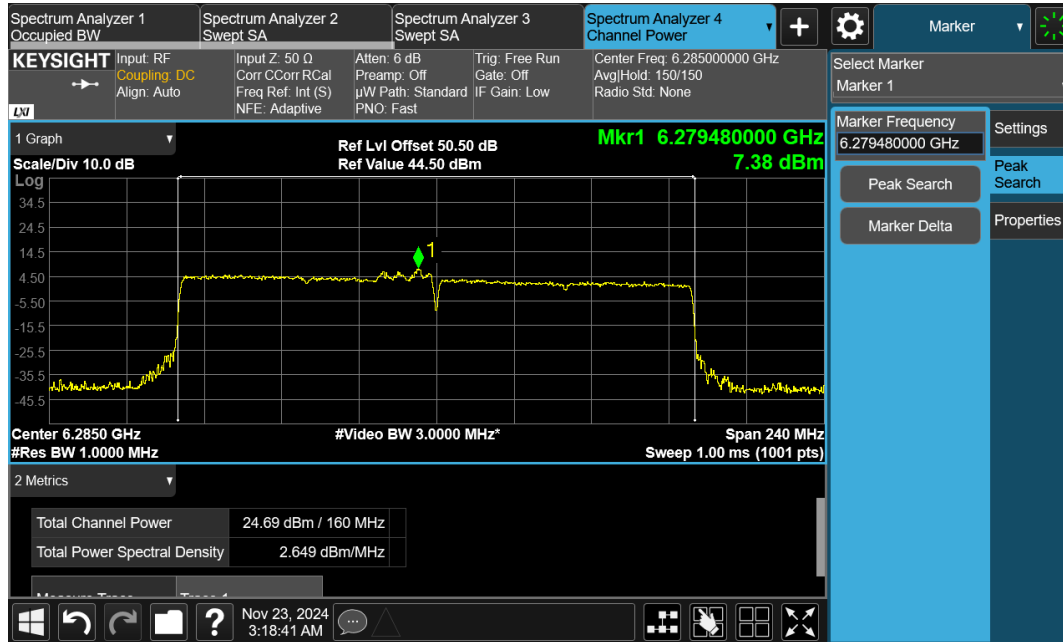 Spectrum Analyzer 1
Occupied BW
Spectrum Analyzer 2
Swept SA
Spectrum Analyzer 3
Swept SA
Spectrum Analyzer 4
Channel Power
Marker
KEYSIGHT
LXI
Input: RF
Coupling: DC
Align: Auto
Input Z: 50 Ω
Corr CCorr RCal
Freq Ref: Int (S)
NFE: Adaptive
Atten: 6 dB
Preamp: Off
µW Path: Standard
PNO: Fast
Trig: Free Run
Gate: Off
IF Gain: Low
Center Freq: 6.285000000 GHz
Avg|Hold: 150/150
Radio Std: None
Select Marker
Marker 1
1 Graph
Scale/Div 10.0 dB
Ref Lvl Offset 50.50 dB
Ref Value 44.50 dBm
Mkr1 6.279480000 GHz
7.38 dBm
Marker Frequency
6.279480000 GHz
Peak Search
Marker Delta
Settings
Peak
Search
Properties
Log
34.5
24.5
14.5
4.50
-5.50
-15.5
-25.5
-35.5
-45.5
1
Center 6.2850 GHz
#Video BW 3.0000 MHz*
Span 240 MHz
#Res BW 1.0000 MHz
Sweep 1.00 ms (1001 pts)
2 Metrics
Total Channel Power 24.69 dBm / 160 MHz
Total Power Spectral Density 2.649 dBm/MHz
?
Nov 23, 2024
3:18:41 AM